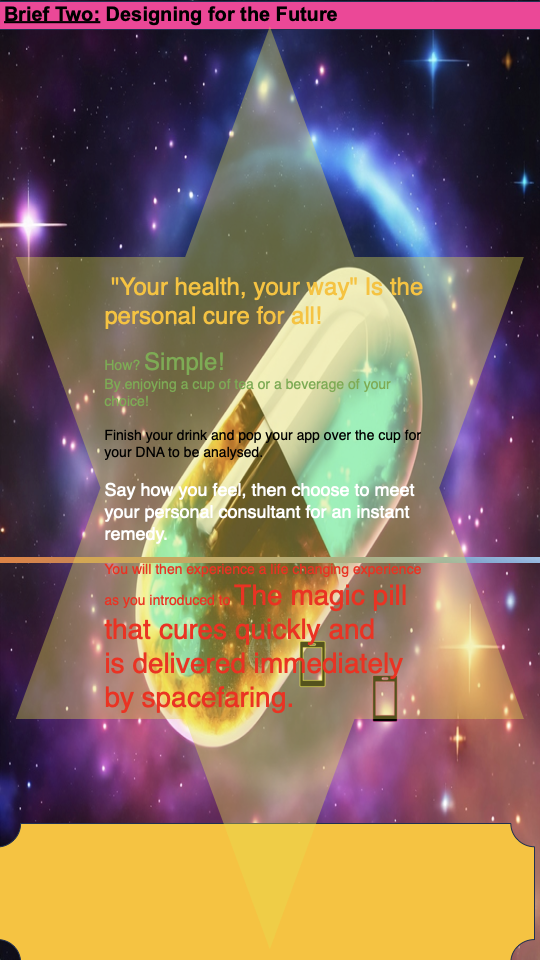 Brief Two: Designing for the Future
"Your health, your way" Is the
personal cure for all!
How? Simple!
By enjoying a cup of tea or a beverage of your
choice!
Finish your drink and pop your app over the cup for
your DNA to be analysed.
Say how you feel, then choose to meet
your personal consultant for an instant
remedy.
You will then experience a life changing experience
as you introduced to The magic pill
that cures quickly and
is delivered immediately
by spacefaring.